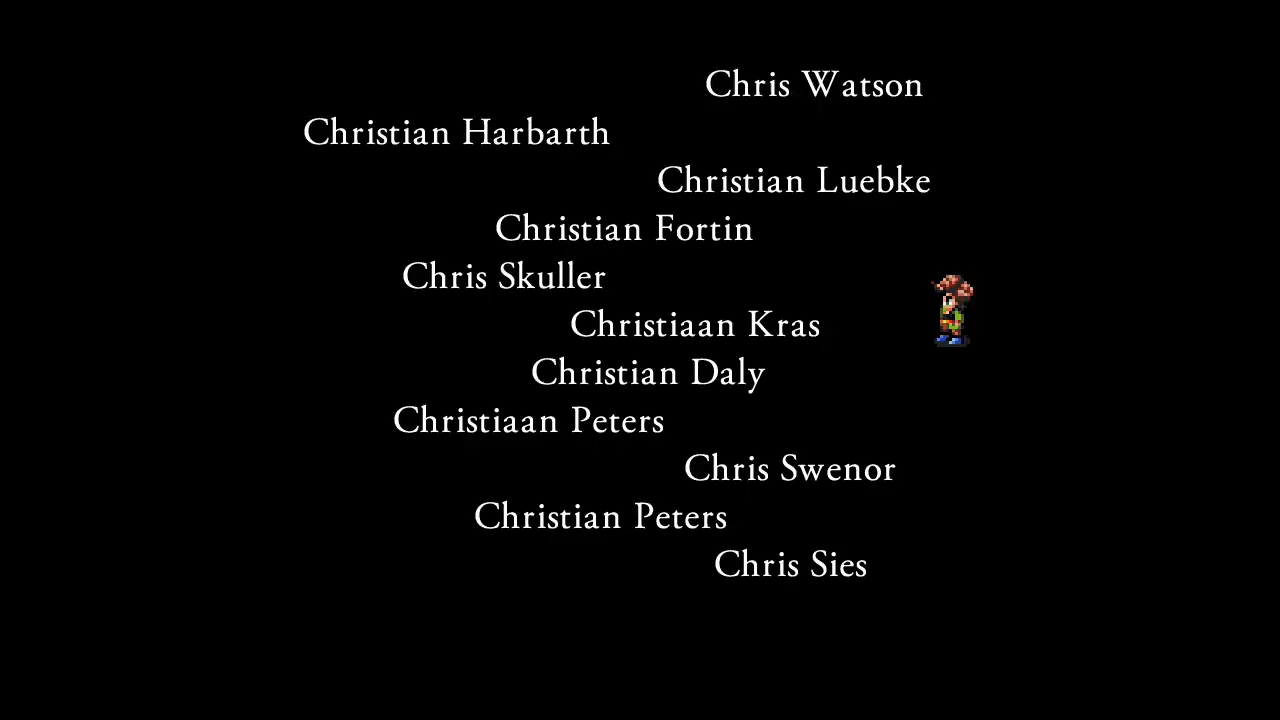 Chris Watson
Christian Harbarth
Christian Luebke
Christian Fortin
Chris Skuller
Christiaan Kras
Christian Daly
Christiaan Peters
Chris Swenor
Christian Peters
Chris Sies